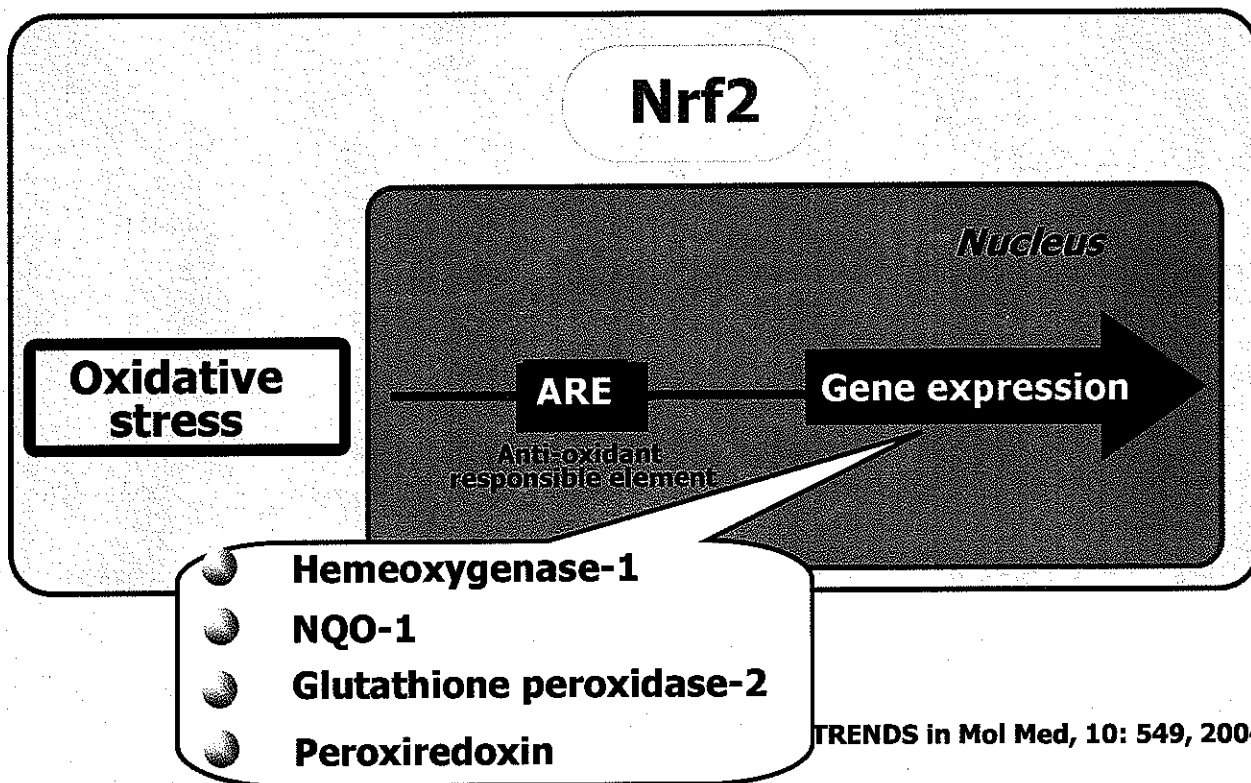 Nrf2
Nucleus
Oxidative
stress
ARE
Gene expression
Anti-oxidant
responsible element
Hemeoxygenase-1
NQO-1
Glutathione peroxidase-2
Peroxiredoxin
TRENDS in Mol Med, 10: 549, 2004